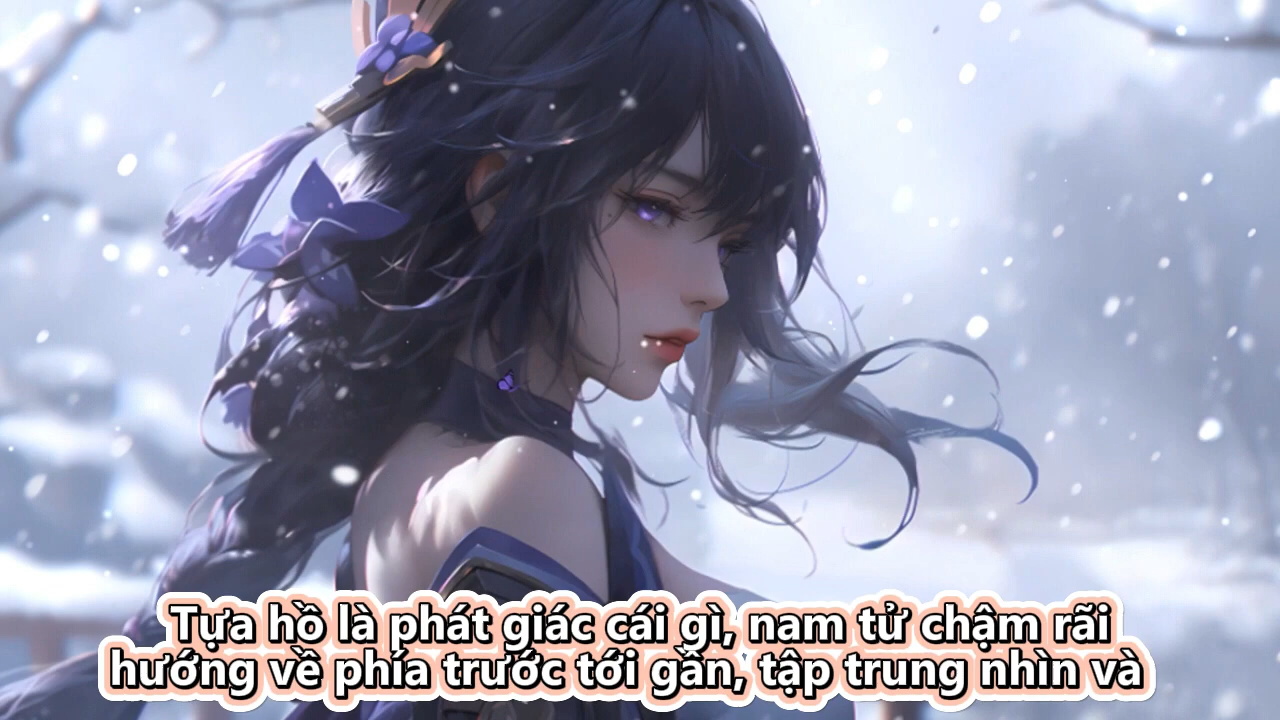 Tựa hồ là phát giác cái gì, nam tử chậm rãi
hướng về phía trước tới gần, tập trung nhìn và